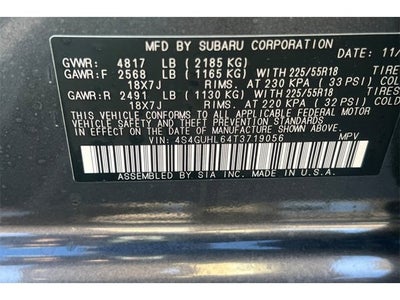 MFD. BY SUBARU CORPORATION DATE: 11/
GVWR: 4817 LB (2185 KG)
GAWR:F 2568 LB (1165 KG) WITH 225/55R18 TIRES
18X7J RIMS, AT 230 KPA ( 33 PSI) COLD
GAWR:R 2491 LB (1130 KG) WITH 225/55R18 TIRE
18X7J RIMS, AT 220 KPA ( 32 PSI) COLD
THIS VEHICLE CONFORMS TO ALL APPLICABLE FEDERAL MOTOR
VEHICLE SAFETY AND THEFT PREVENTION STANDARDS IN EFFECT
ON THE DATE OF MANUFACTURE SHOWN ABOVE.
VIN: 4S4GUHL64T3719056 MPV
ASSEMBLED BY SIA INC. MADE IN U.S.A.